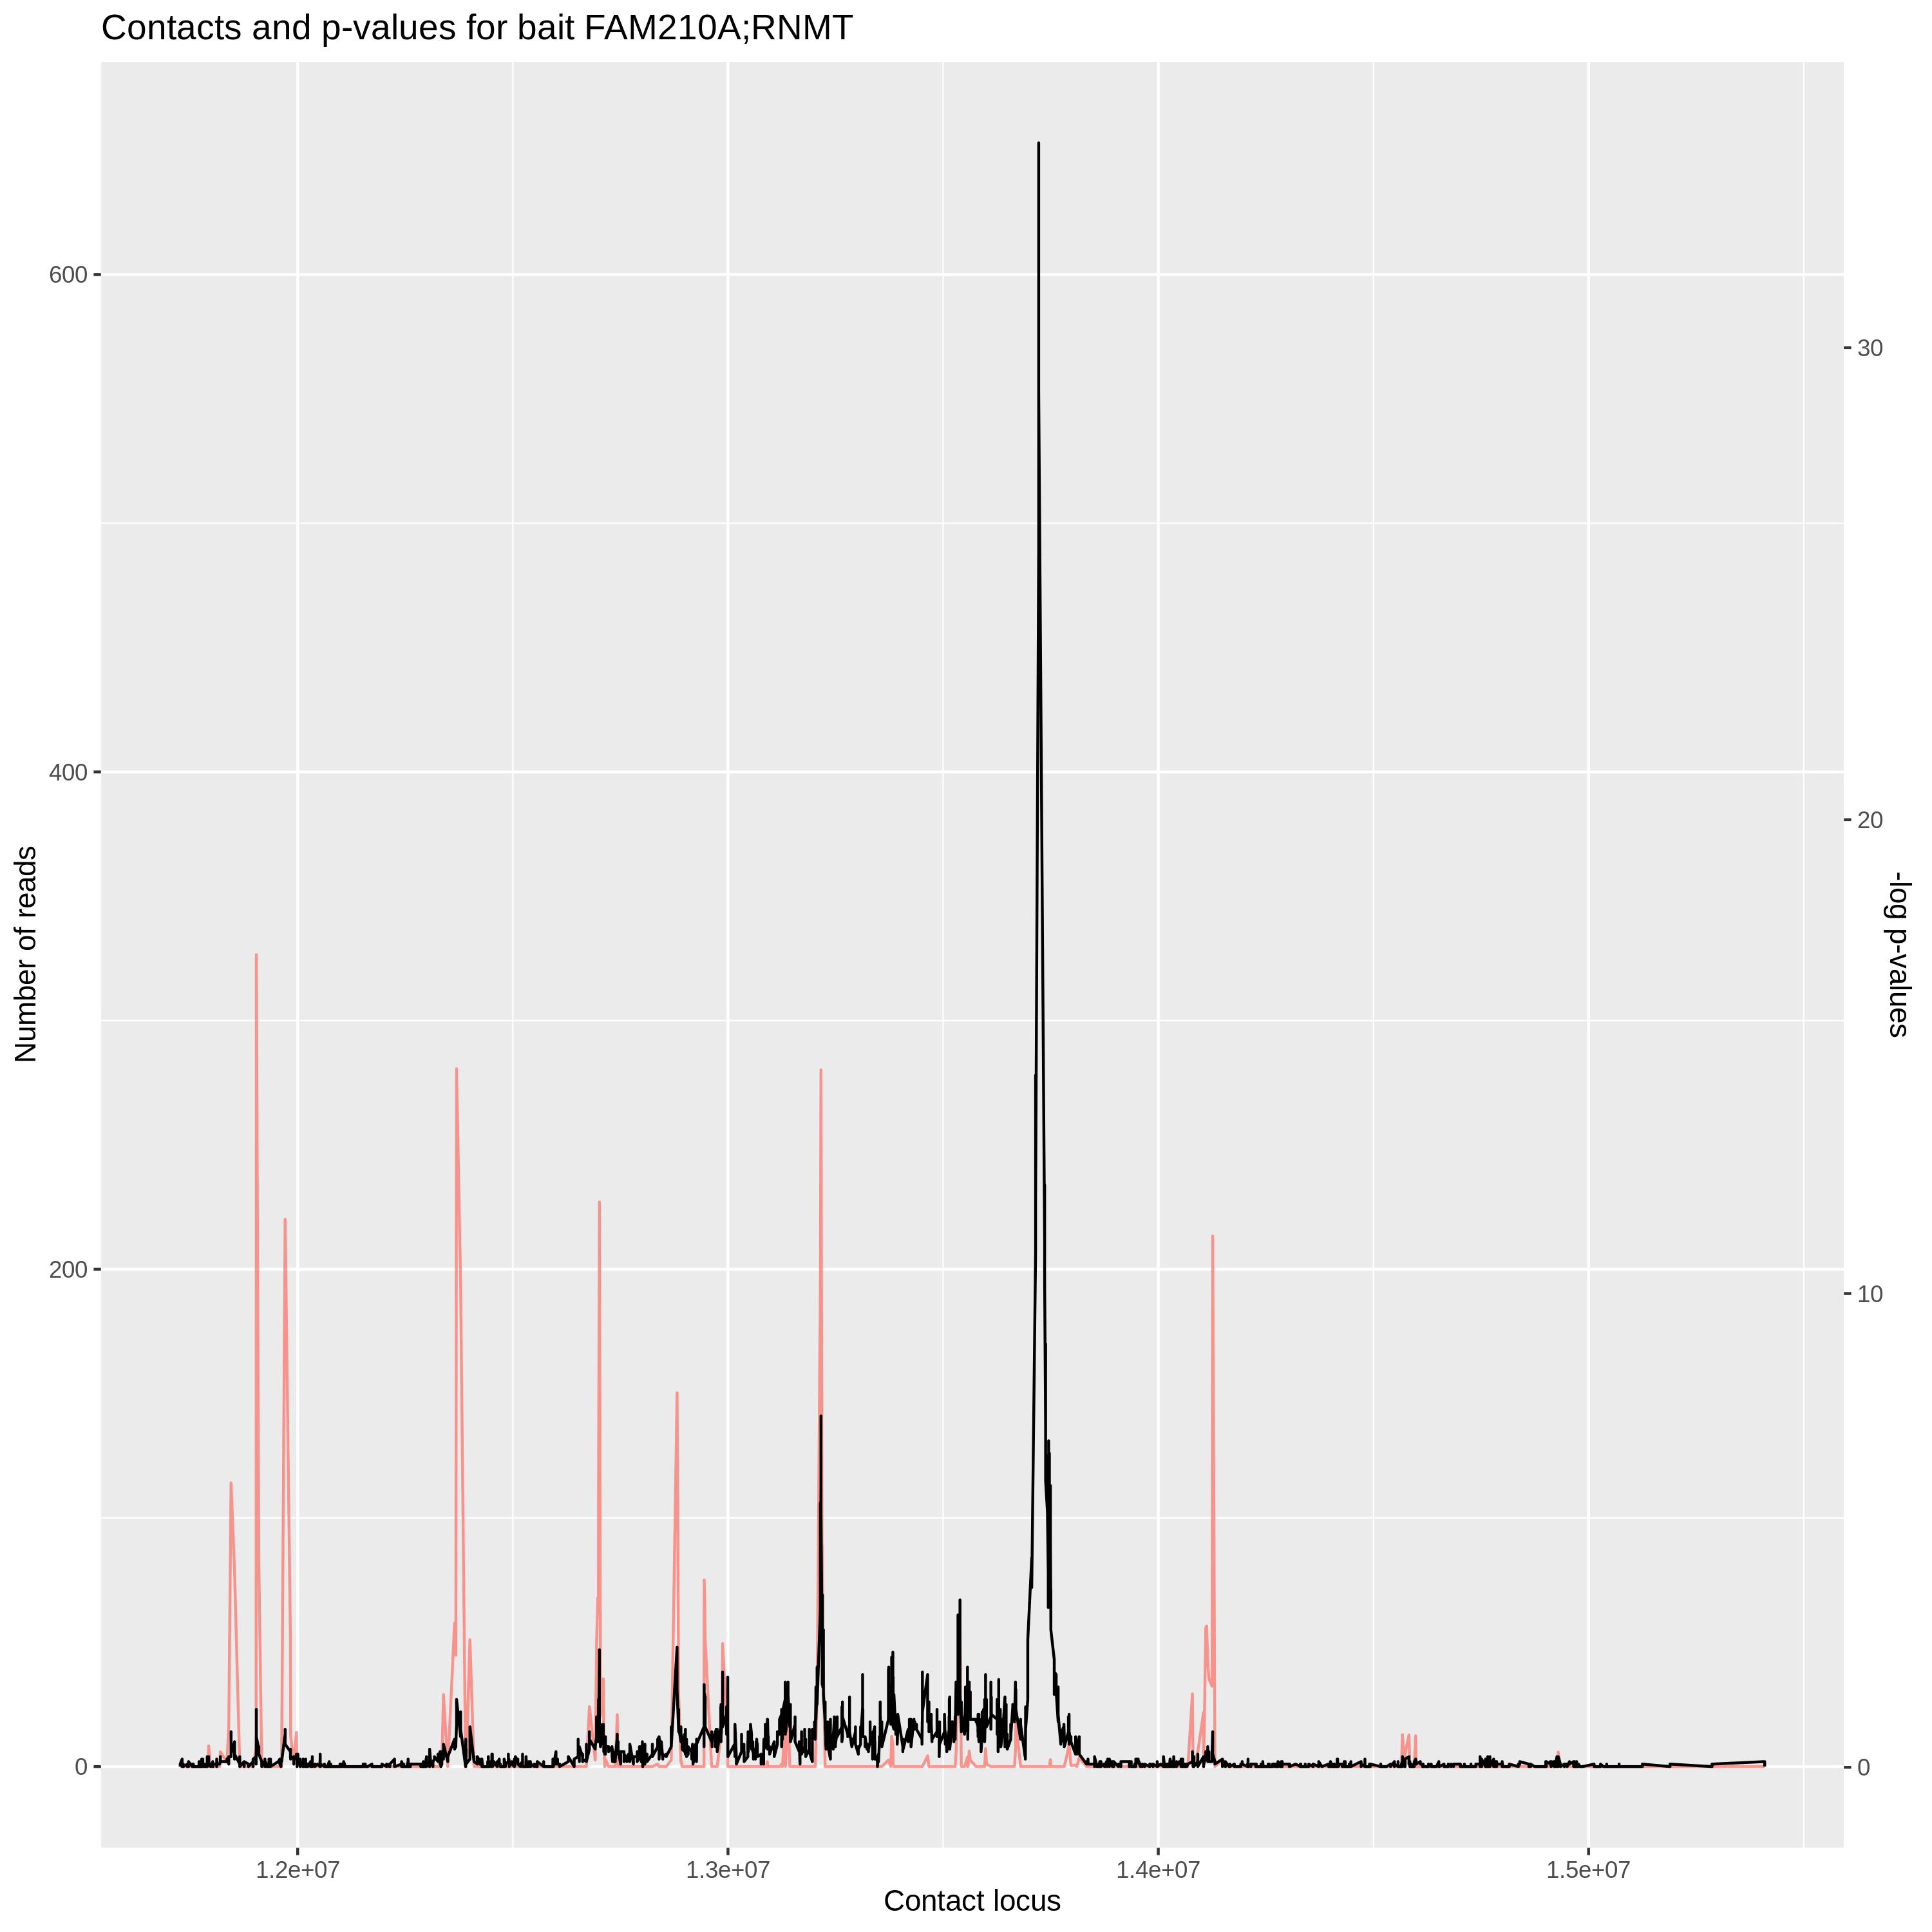 Contacts and p-values for bait FAM210A;RNMT
600
400
200
0
30
20
10
0
Number of reads
-log p-values
1.2e+07
1.3e+07
1.4e+07
1.5e+07
Contact locus